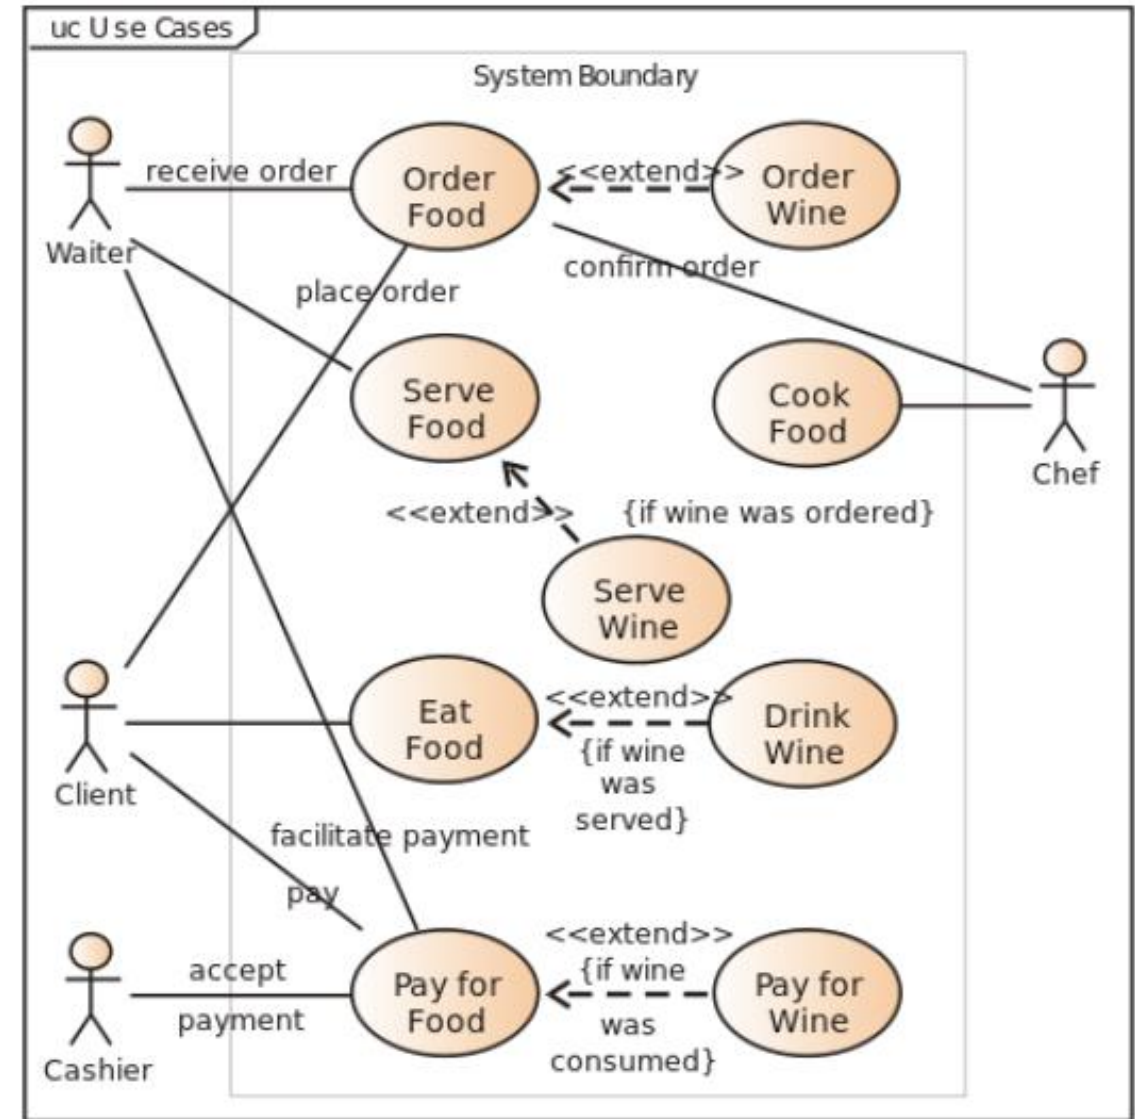 uc Use Cases
System Boundary
receive order
Order
Food
<<extend>>
Order
Wine
Waiter
place order
confirm order
Serve
Food
Cook
Food
Chef
<<extend>>
{if wine was ordered}
Serve
Wine
Eat
Food
<<extend>>
{if wine
was
served}
Drink
Wine
Client
facilitate payment
pay
accept
payment
Pay for
Food
<<extend>>
{if wine
was
consumed}
Pay for
Wine
Cashier